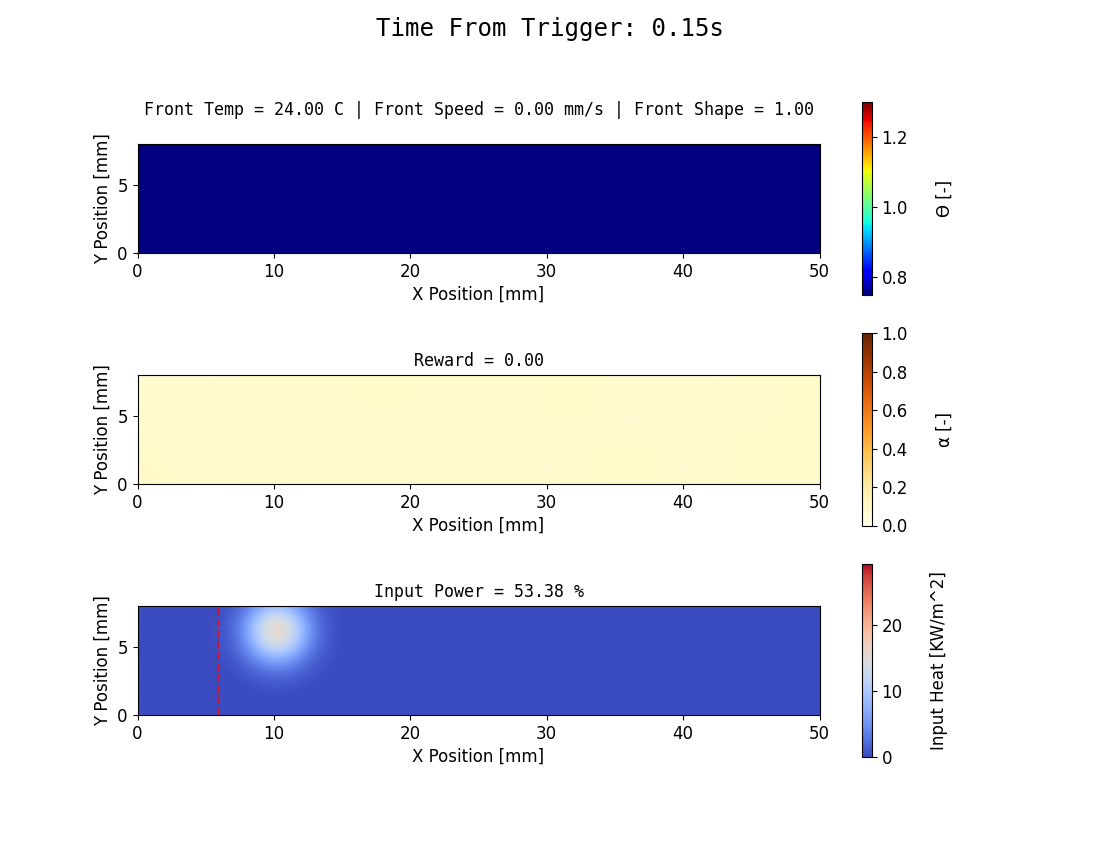 Time From Trigger: 0.15s
Front Temp = 24.00 C | Front Speed = 0.00 mm/s | Front Shape = 1.00
Y Position [mm]
5
0
0 10 20 30 40 50
X Position [mm]
1.2
1.0
0.8
Θ [-]
Reward = 0.00
Y Position [mm]
5
0
0 10 20 30 40 50
X Position [mm]
1.0
0.8
0.6
0.4
0.2
0.0
α [-]
Input Power = 53.38 %
Y Position [mm]
5
0
0 10 20 30 40 50
X Position [mm]
20
10
0
Input Heat [KW/m^2]